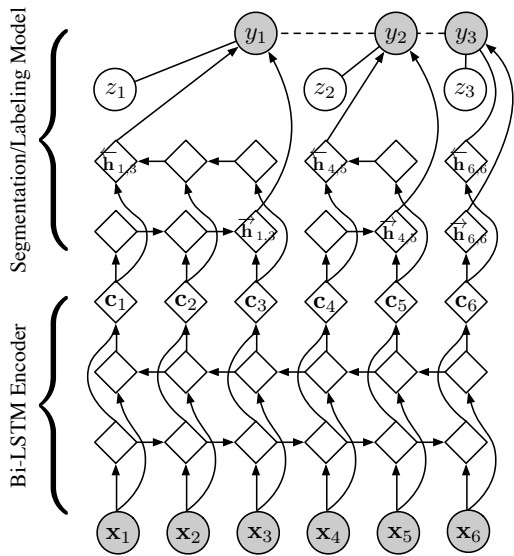 Segmentation/Labeling Model
y₁ y₂ y₃
z₁ z₂ z₃
←h₁,₃ ←h₄,₅ ←h₆,₆
→h₁,₃ →h₄,₅ →h₆,₆
c₁ c₂ c₃ c₄ c₅ c₆
Bi-LSTM Encoder
x₁ x₂ x₃ x₄ x₅ x₆